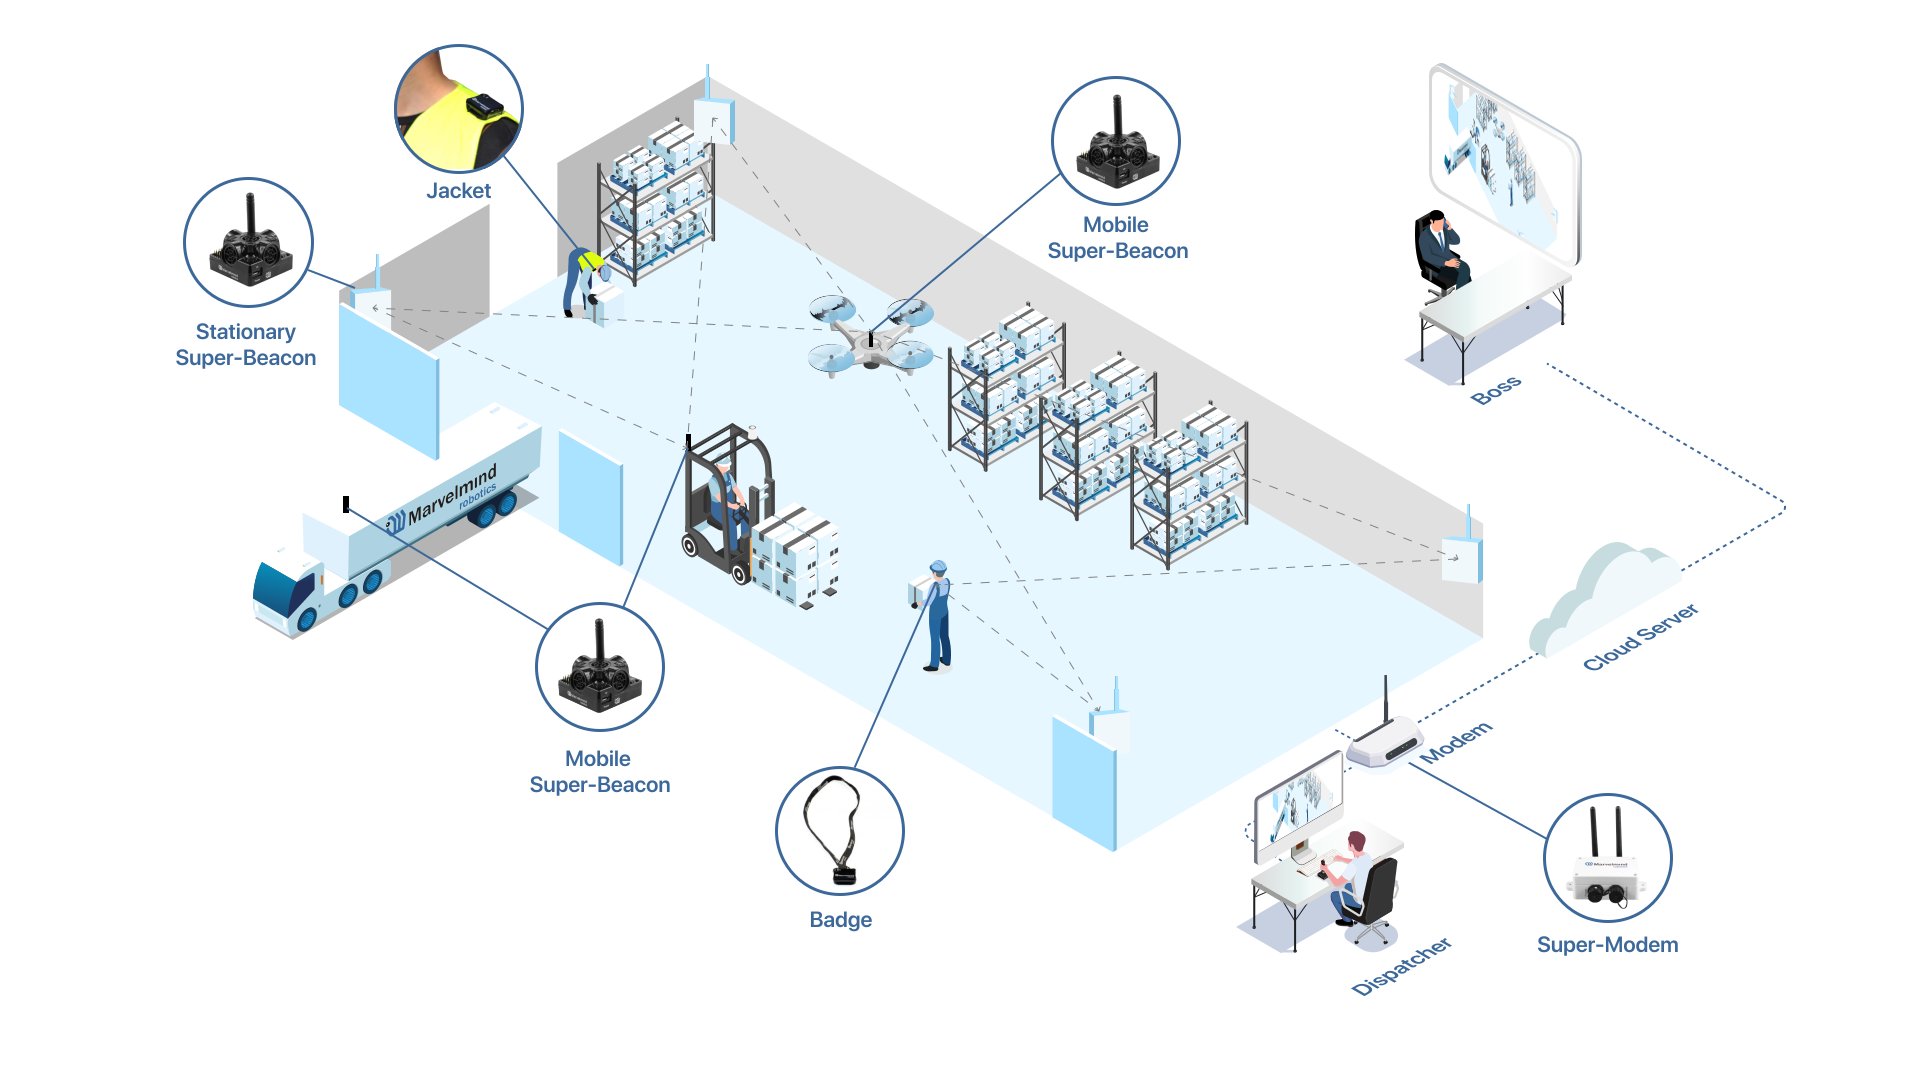 Jacket
Mobile
Super-Beacon
Stationary
Super-Beacon
Boss
Marvelmind
robotics
Cloud Server
Modem
Mobile
Super-Beacon
Badge
Marvelmind
Dispatcher
Super-Modem